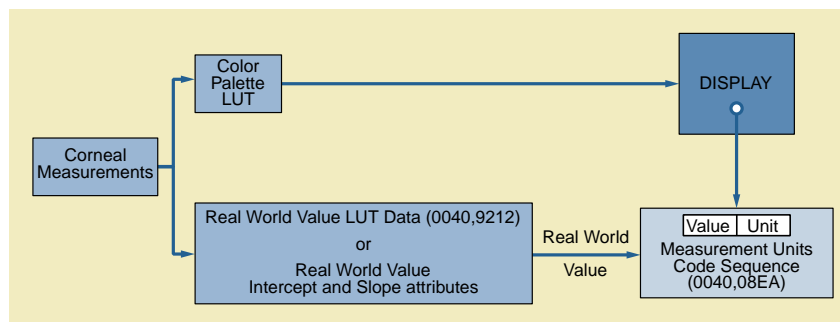 Color
Palette
LUT
DISPLAY
Corneal
Measurements
Real World Value LUT Data (0040,9212)
or
Real World Value
Intercept and Slope attributes
Real World
Value
Value Unit
Measurement Units
Code Sequence
(0040,08EA)